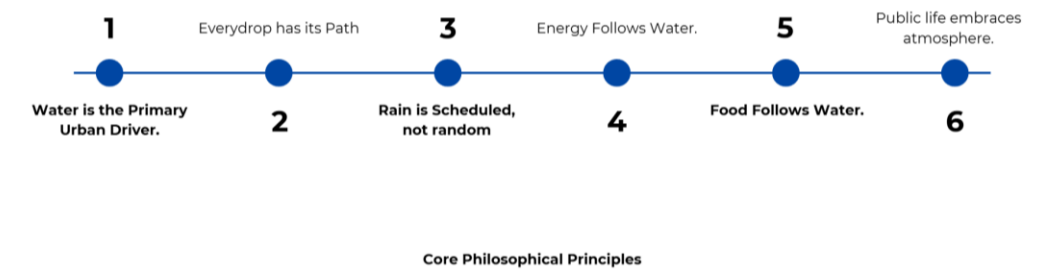 1
Water is the Primary
Urban Driver.
Everydrop has its Path
2
3
Rain is Scheduled,
not random
Energy Follows Water.
4
5
Food Follows Water.
Public life embraces
atmosphere.
6
Core Philosophical Principles